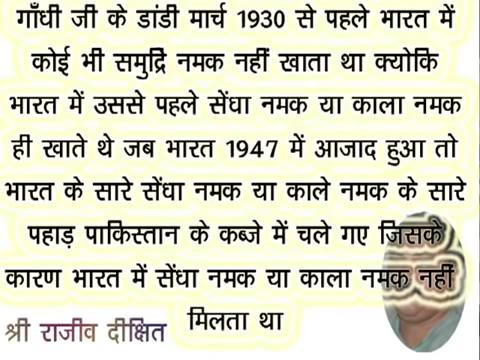 गाँधी जी के डांडी मार्च 1930 से पहले भारत में
कोई भी समुद्रि नमक नहीं खाता था क्योकि
भारत में उससे पहले सेंघा नमक या काला नमक
ही खाते थे जब भारत 1947 में आजाद हुआ तो
भारत के सारे सेंधा नमक या काले नमक के सारे
पहाड़ पाकिस्तान के कब्जे में चले गए जिसके
कारण भारत में सेंधा नमक या काला नमक नहीं
मिलता था
श्री राजीव दीक्षित